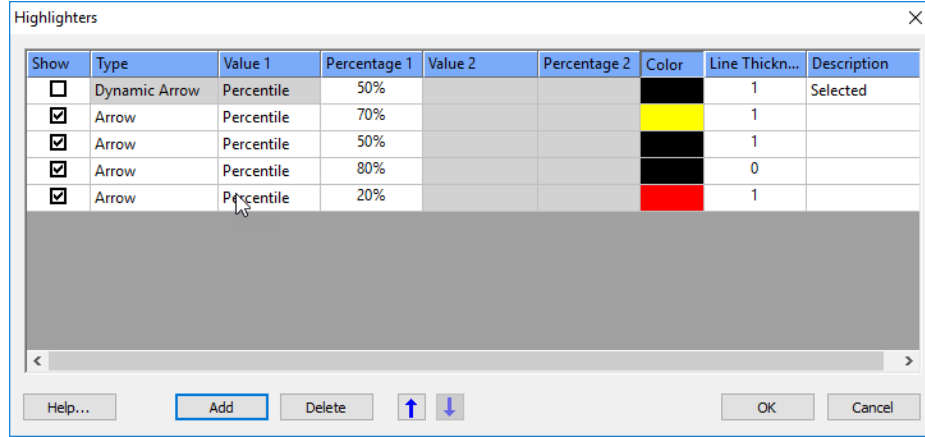 Highlighters
Show Type Value 1 Percentage 1 Value 2 Percentage 2 Color Line Thickn... Description
Dynamic Arrow Percentile 50% 1 Selected
Arrow Percentile 70% 1
Arrow Percentile 50% 1
Arrow Percentile 80% 0
Arrow Percentile 20% 1
Help... Add Delete OK Cancel